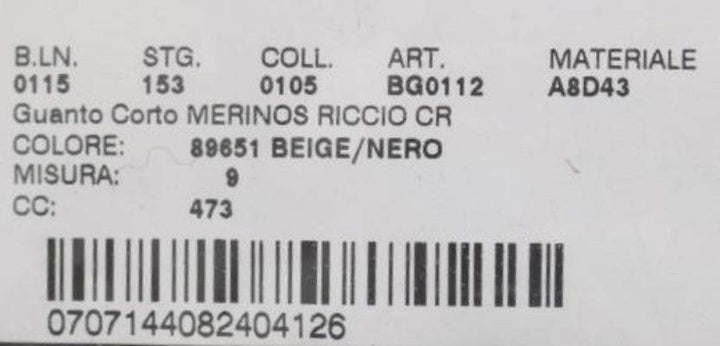 B.LN. STG. COLL. ART. MATERIALE
0115 153 0105 BG0112 A8D43
Guanto Corto MERINOS RICCIO CR
COLORE: 89651 BEIGE/NERO
MISURA: 9
CC: 473
0707144082404126